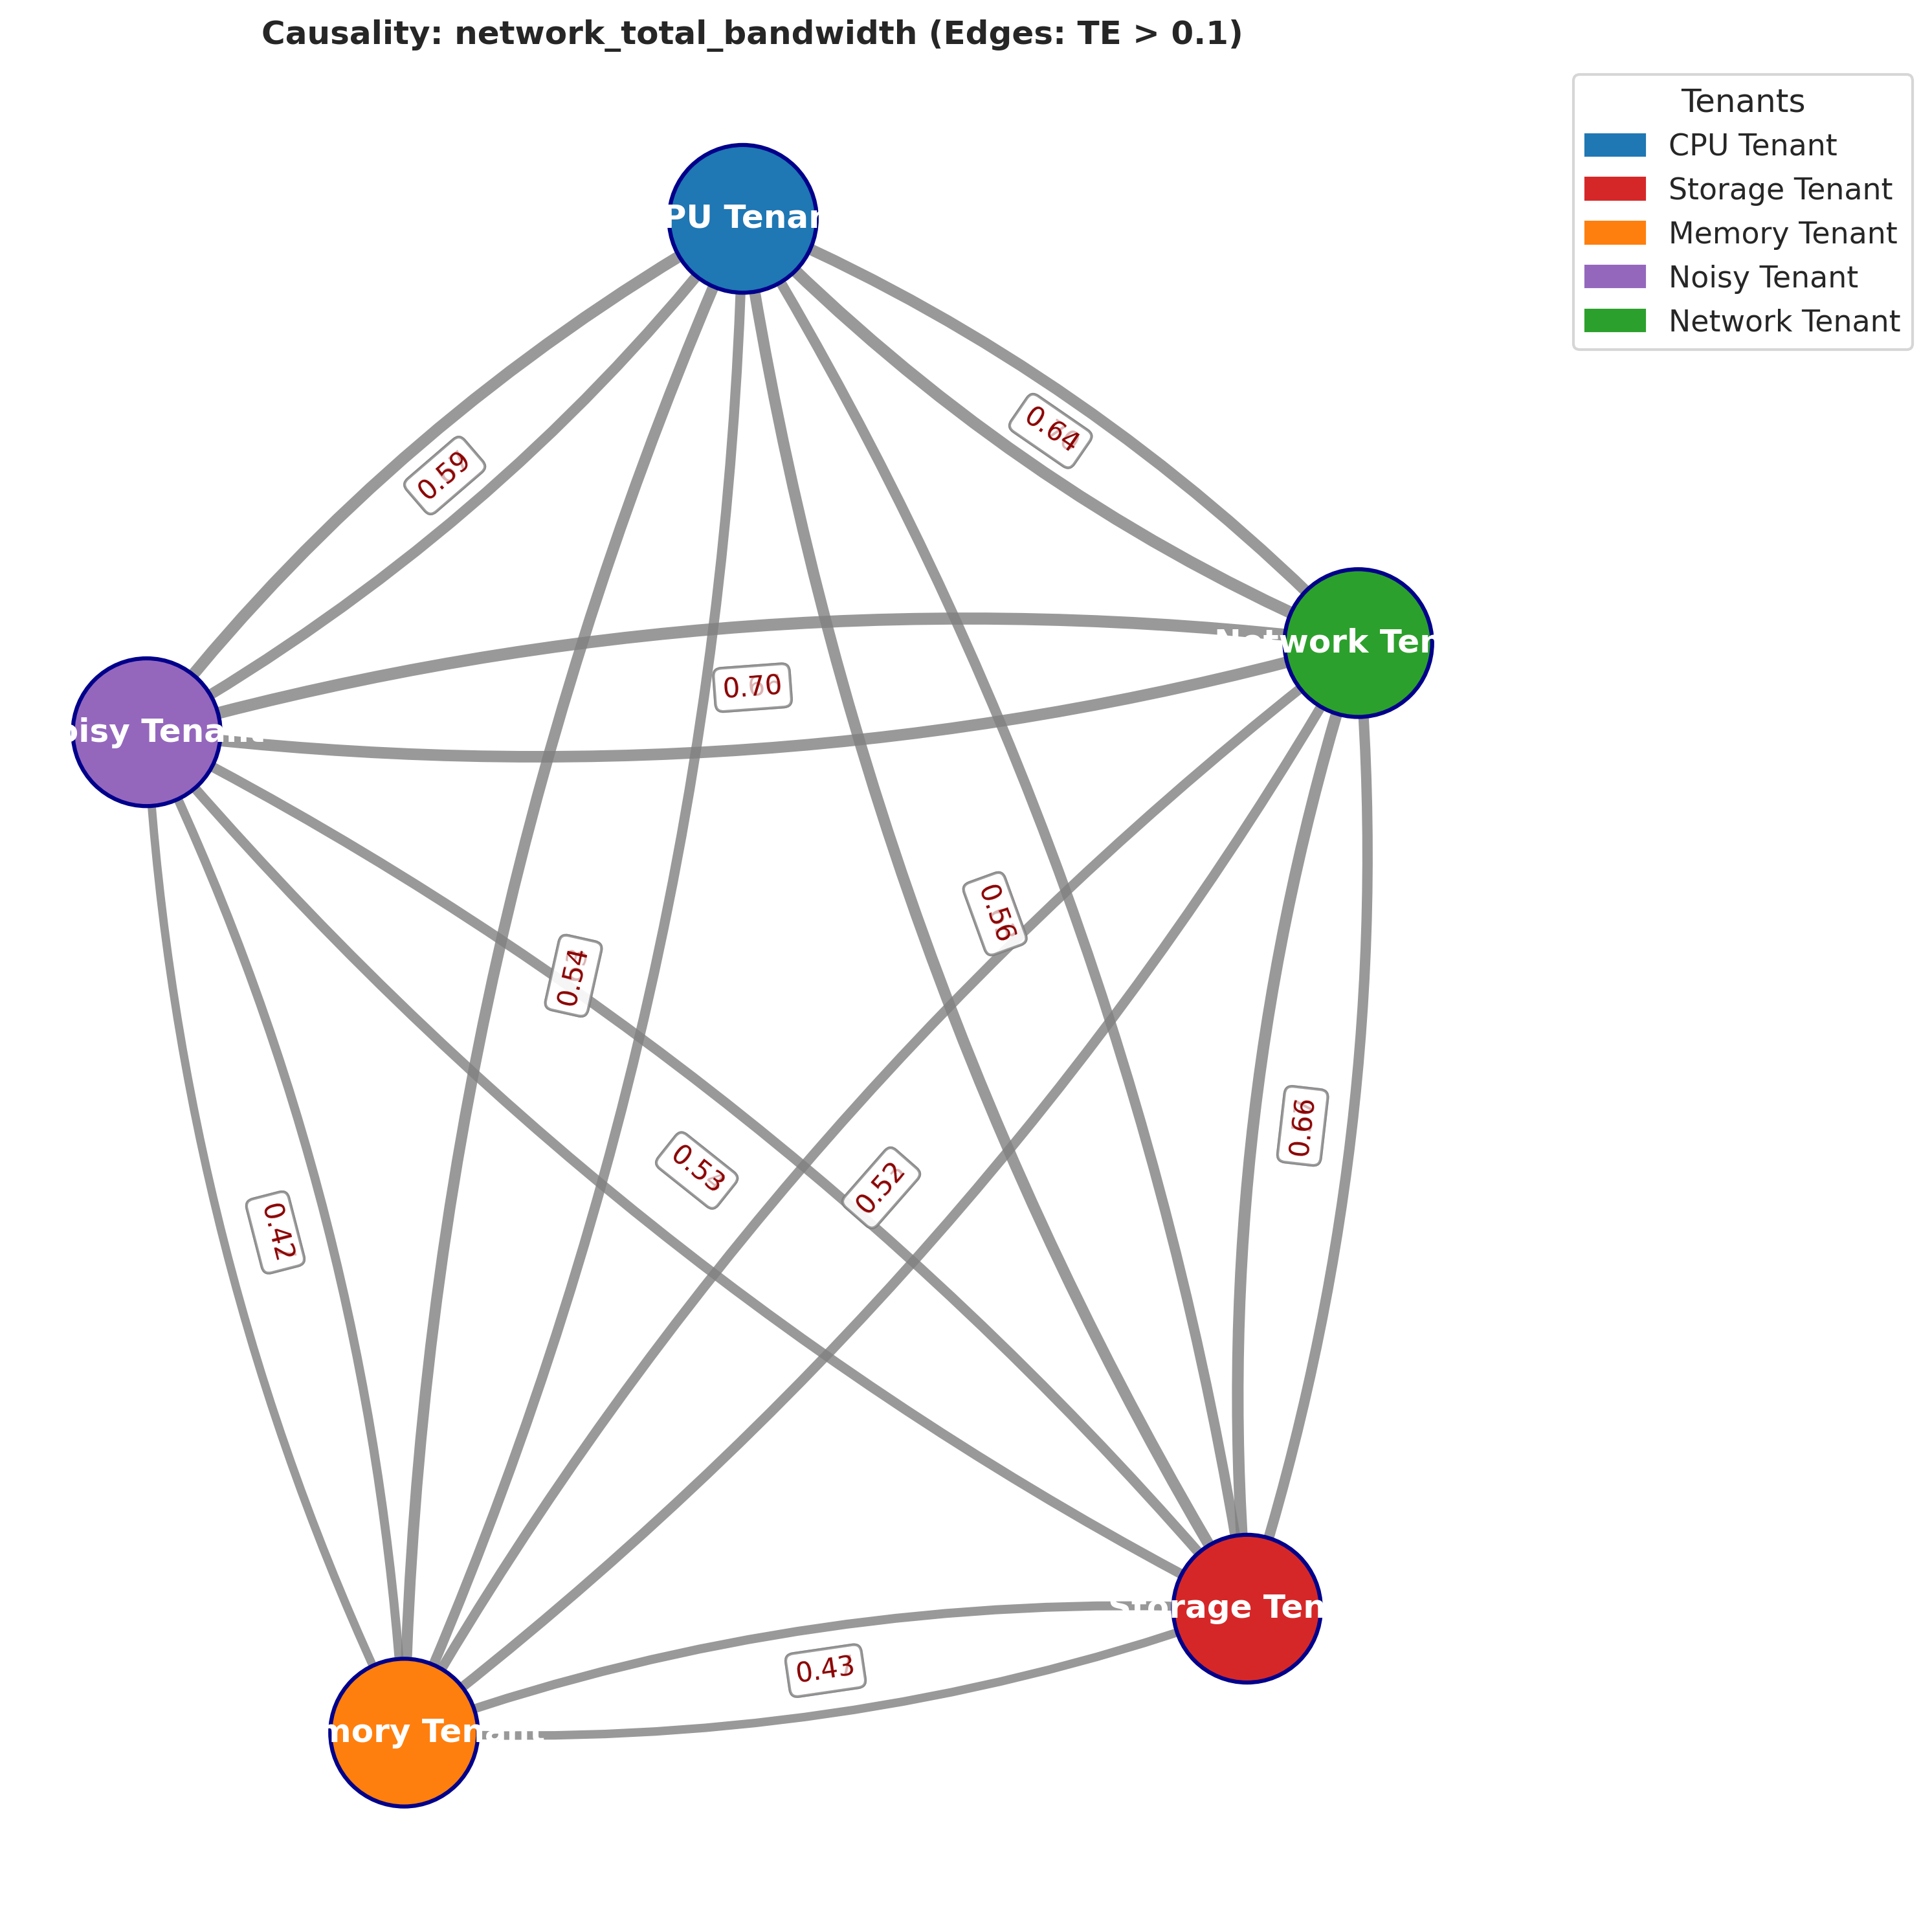 Causality: network_total_bandwidth (Edges: TE > 0.1)
Tenants
CPU Tenant
Storage Tenant
Memory Tenant
Noisy Tenant
Network Tenant
PU Tenan
0.64
0.59
Network Ten
0.70
oisy Tenant
0.56
0.54
0.66
0.53
0.52
0.42
Storage Ten
0.43
mory Tenant